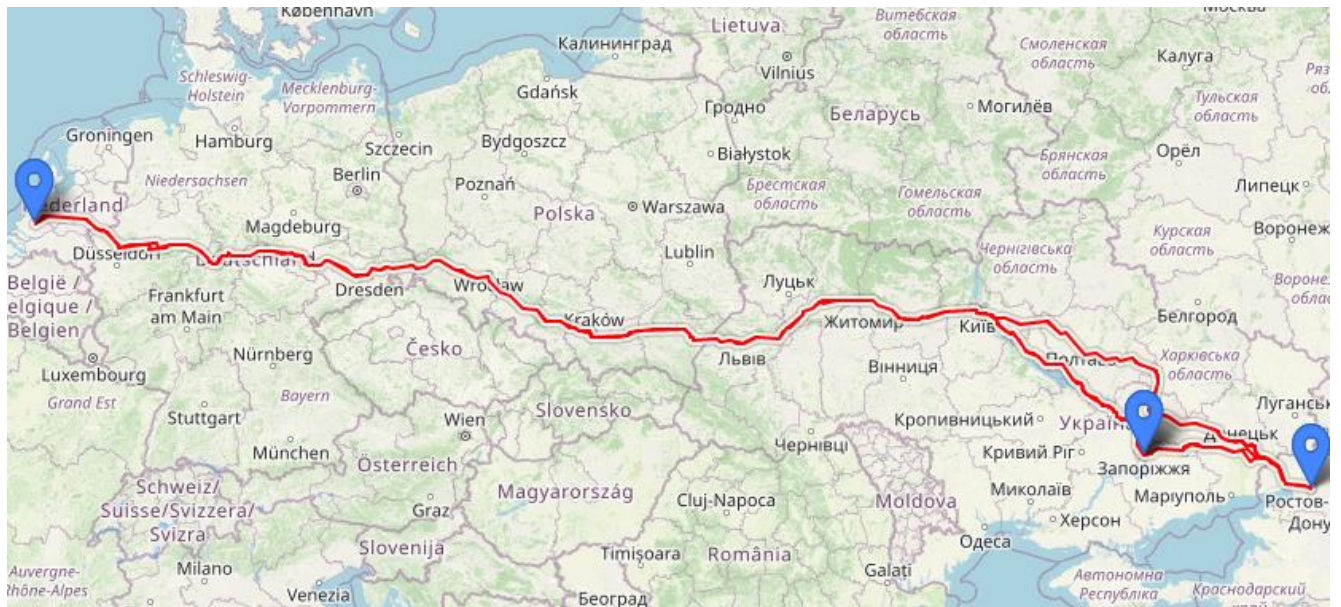 København
Lietuva
Витебская
область
Москва
Калининград
Смоленская
область
Калуга
Schleswig-
Holstein
Mecklenburg-
Vorpommern
Gdańsk
Vilnius
Гродно
Беларусь
Могилёв
Тульская
область
Groningen
Hamburg
Szczecin
Bydgoszcz
Białystok
Брянская
область
Орёл
Niedersachsen
Berlin
Poznań
Warszawa
Брестская
область
Гомельская
область
Липецк
Nederland
Magdeburg
Polska
Lublin
Чернігівська
область
Курская
область
Воронеж
Düsseldorf
Deutschland
België /
Belgique /
Belgien
Frankfurt
am Main
Dresden
Wrocław
Луцьк
Житомир
Київ
Белгород
Kraków
Česko
Львів
Вінниця
Полтава
Харківська
область
Luxembourg
Nürnberg
Grand Est
Bayern
Stuttgart
Wien
Slovensko
Кропивницький
Україна
Донецьк
Луганськ
München
Чернівці
Кривий Ріг
Запоріжжя
Österreich
Schweiz/
Suisse/Svizzera/
Svizra
Magyarország
Cluj-Napoca
Moldova
Миколаїв
Маріуполь
Ростов-
Дону
Graz
Херсон
Slovenija
Timișoara
România
Одеса
Auvergne-
Rhône-Alpes
Milano
Venezia
Београд
Galați
Автономна
Республіка
Краснодарский